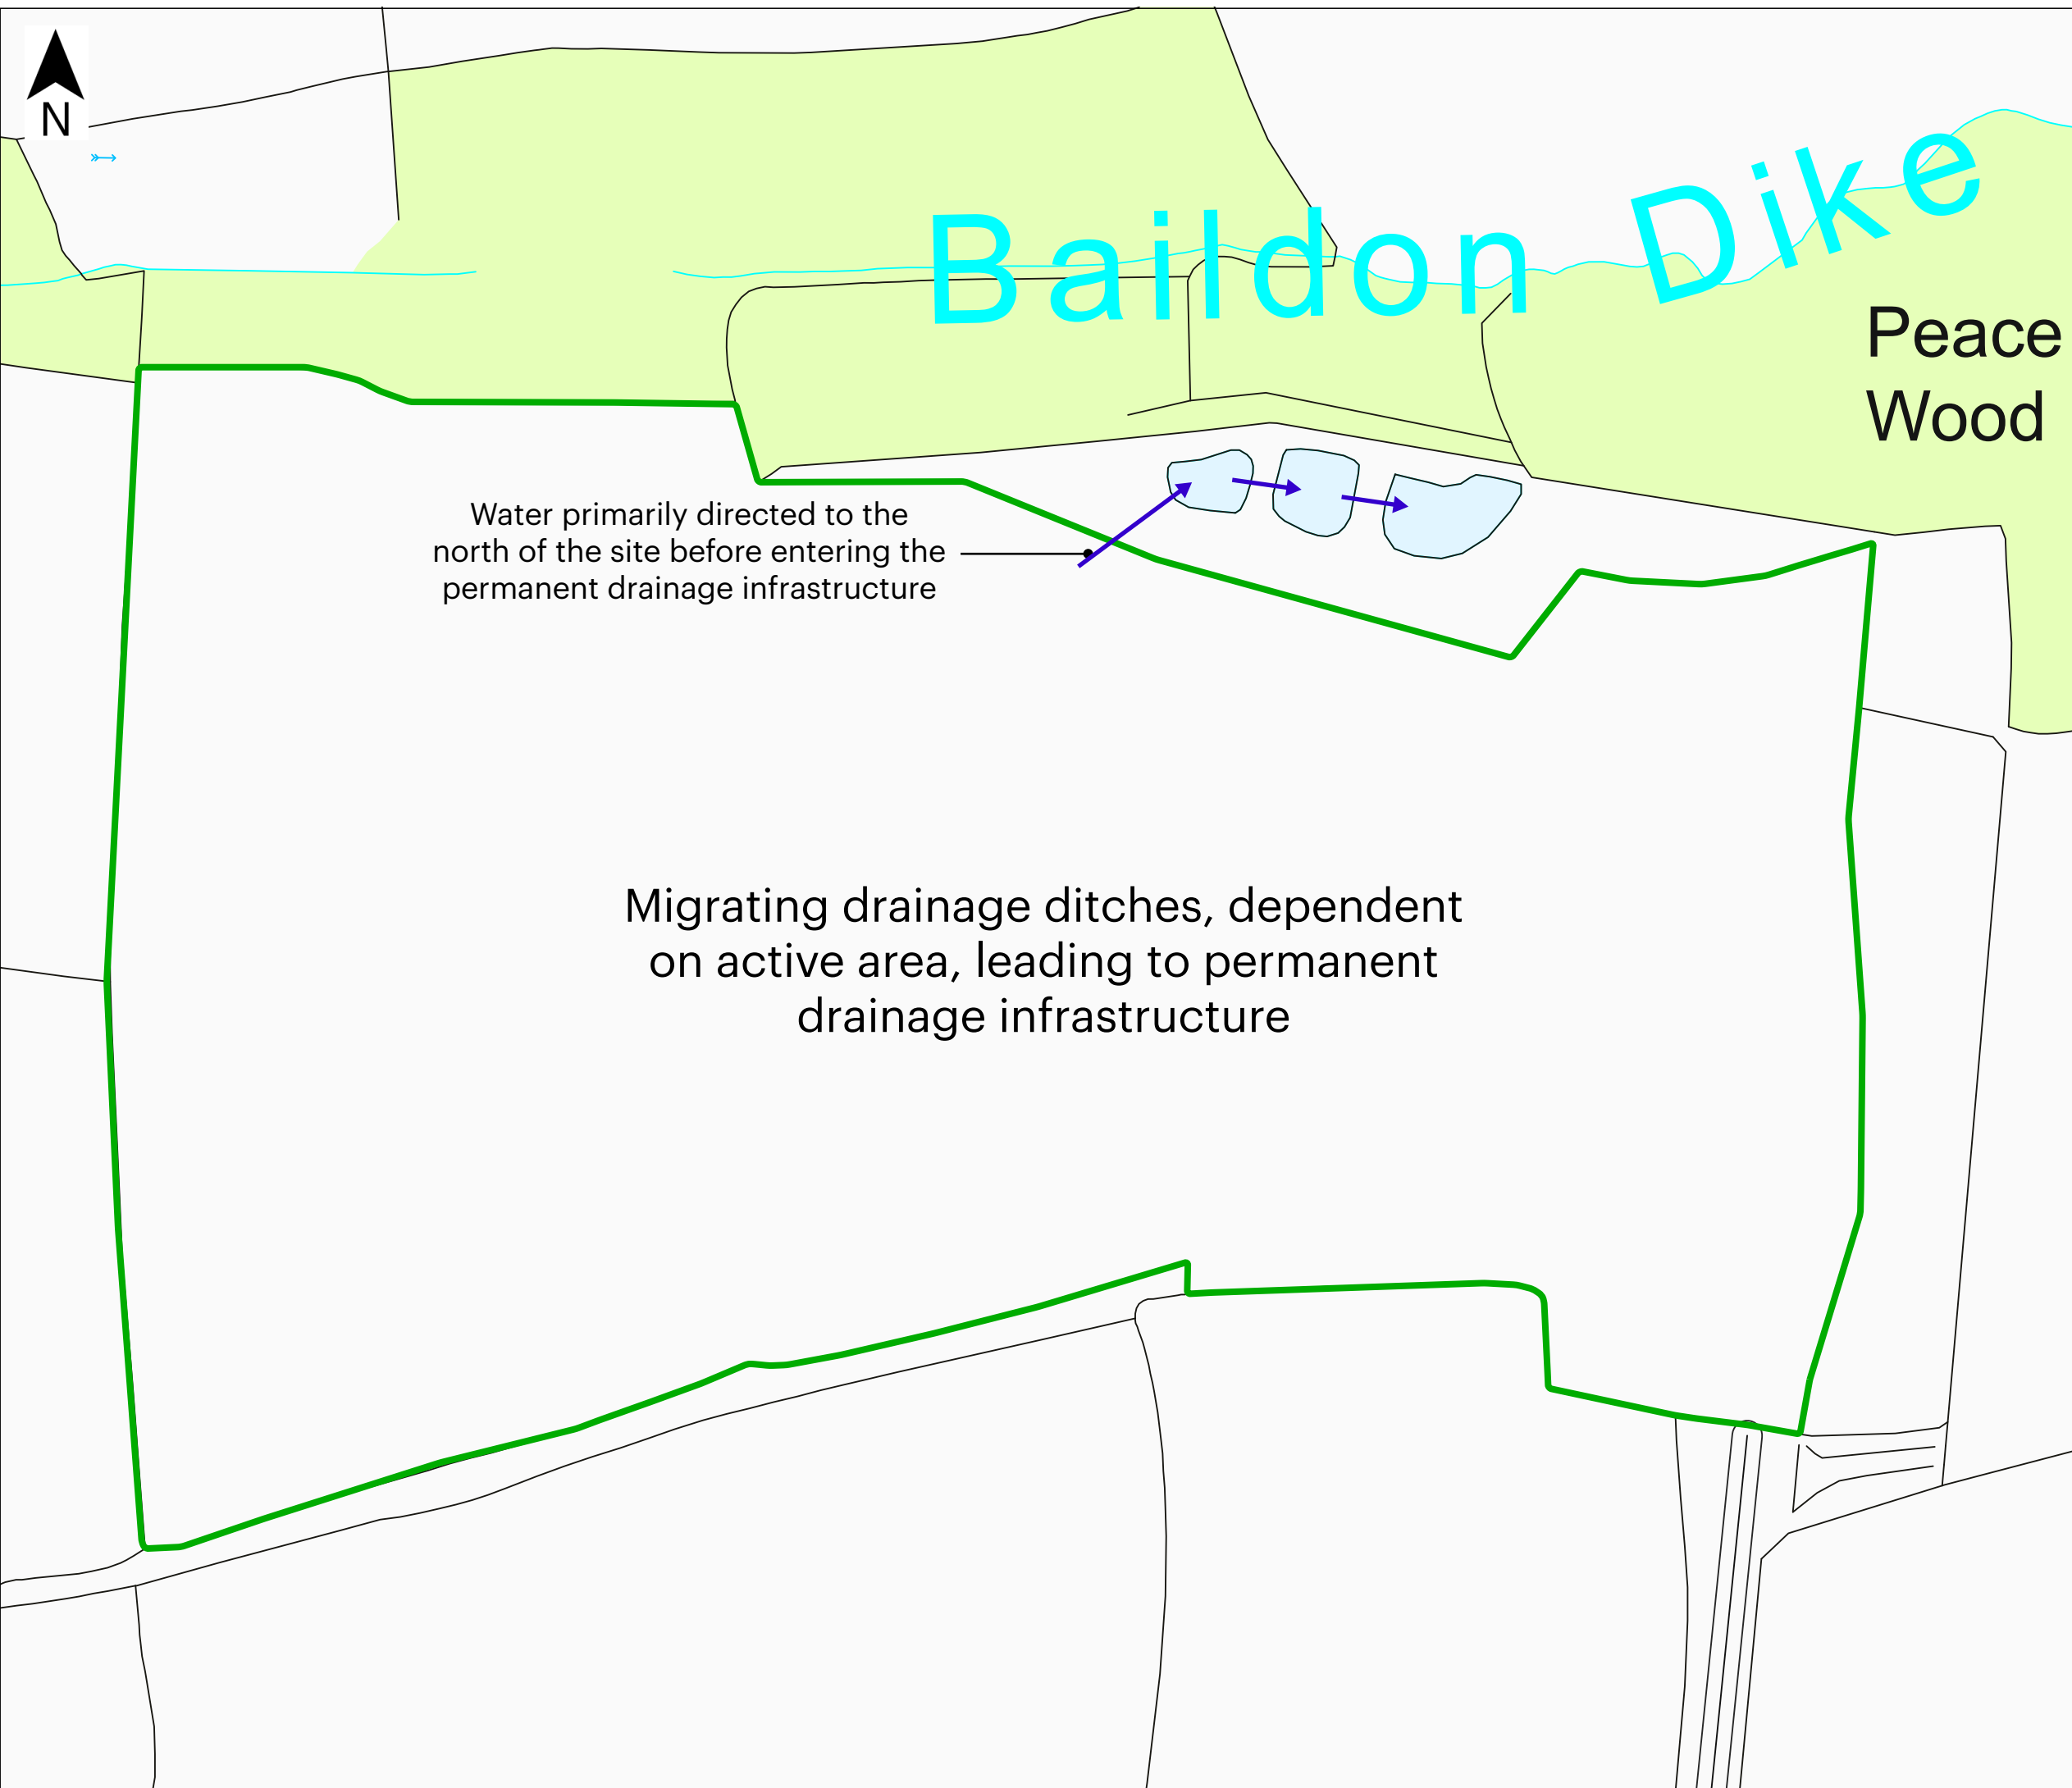 N
Baildon Dike
Peace
Wood
Water primarily directed to the
north of the site before entering the
permanent drainage infrastructure
Migrating drainage ditches, dependent
on active area, leading to permanent
drainage infrastructure